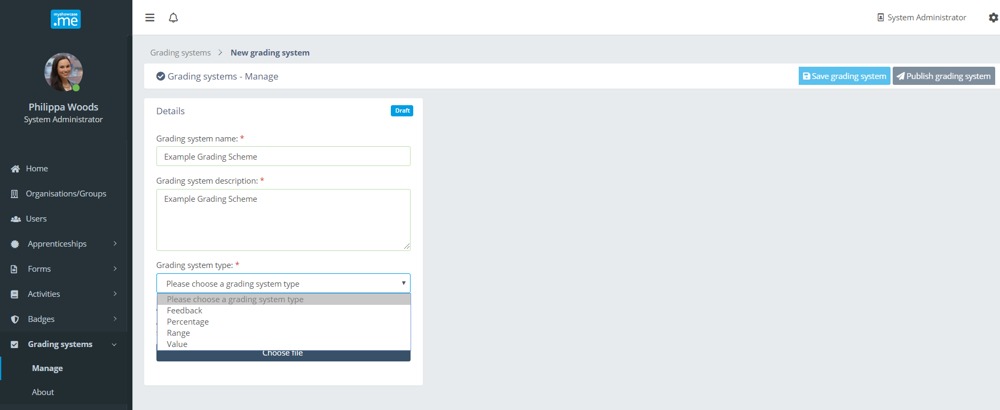 myshowcase
.me
System Administrator
Philippa Woods
System Administrator
Home
Organisations/Groups
Users
Apprenticeships
Forms
Activities
Badges
Grading systems
Manage
About
Grading systems > New grading system
Grading systems - Manage
Save grading system
Publish grading system
Details
Draft
Grading system name: *
Example Grading Scheme
Grading system description: *
Example Grading Scheme
Grading system type: *
Please choose a grading system type
Please choose a grading system type
Feedback
Percentage
Range
Value
Choose file